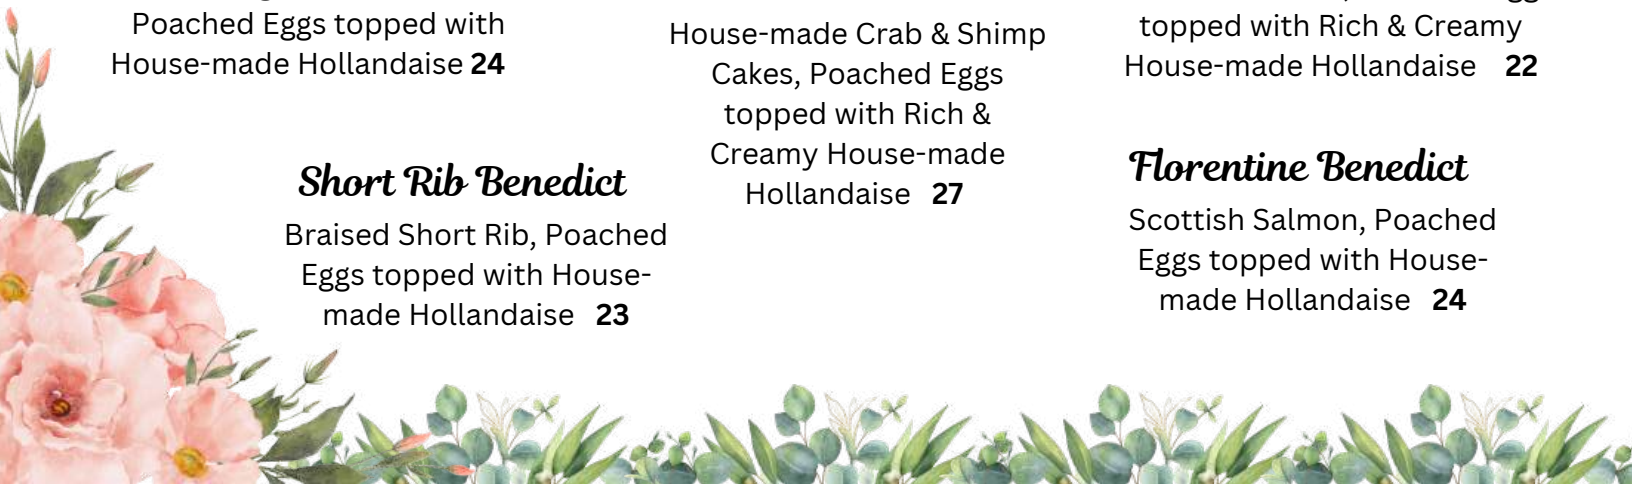 Poached Eggs topped with
House-made Hollandaise 24
Short Rib Benedict
Braised Short Rib, Poached
Eggs topped with House-
made Hollandaise 23
House-made Crab & Shimp
Cakes, Poached Eggs
topped with Rich &
Creamy House-made
Hollandaise 27
topped with Rich & Creamy
House-made Hollandaise 22
Florentine Benedict
Scottish Salmon, Poached
Eggs topped with House-
made Hollandaise 24